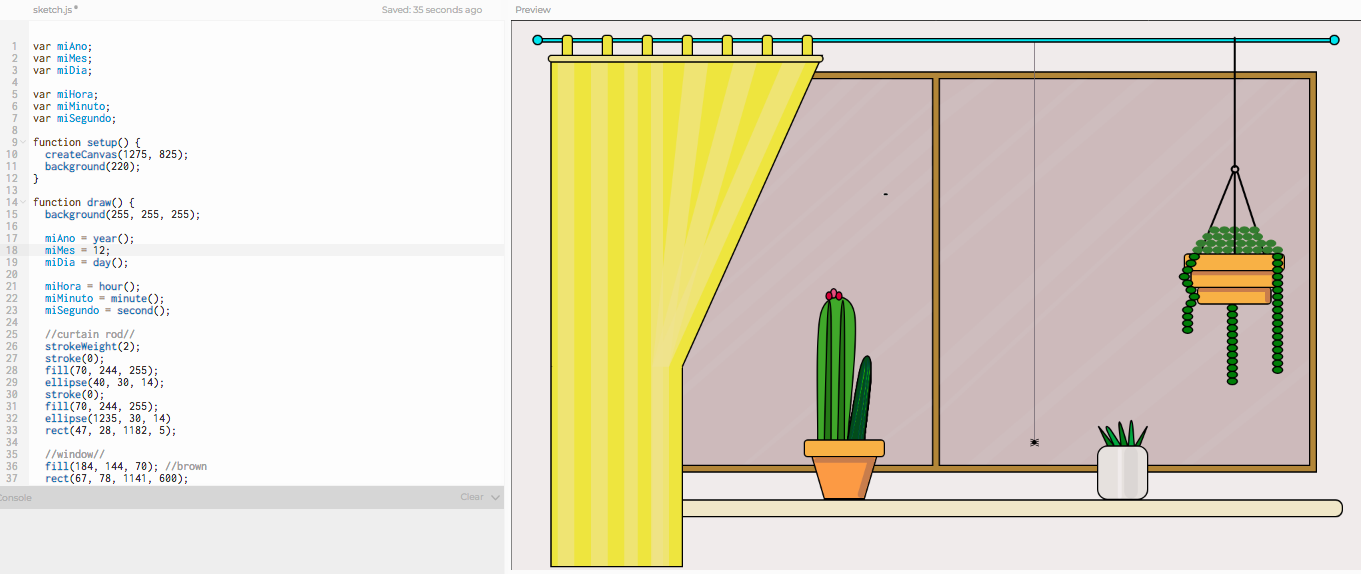 sketch.js•
Saved: 35 seconds ago
Preview
1 var miAno;
2 var miMes;
3 var miDia;
4
5 var miHora;
6 var miMinuto;
7 var miSegundo;
8
9 function setup() {
10 createCanvas(1275, 825);
11 background(220);
12 }
13
14 function draw() {
15 background(255, 255, 255);
16
17 miAno = year();
18 miMes = 12;
19 miDia = day();
20
21 miHora = hour();
22 miMinuto = minute();
23 miSegundo = second();
24
25 //curtain rod//
26 strokeWeight(2);
27 stroke(0);
28 fill(70, 244, 255);
29 ellipse(40, 30, 14);
30 stroke(0);
31 fill(70, 244, 255);
32 ellipse(1235, 30, 14)
33 rect(47, 28, 1182, 5);
34
35 //window//
36 fill(184, 144, 70); //brown
37 rect(67, 78, 1141, 600);
Console
Clear